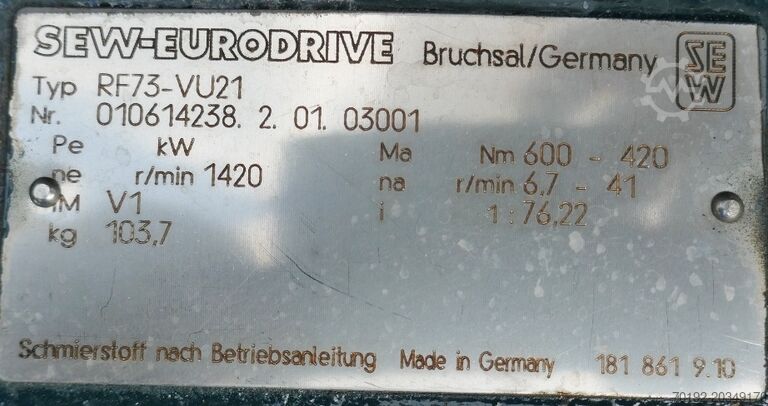 SEW-EURODRIVE Bruchsal/Germany SEW
Typ RF73-VU21
Nr. 010614238. 2. 01. 03001
Pe kW Ma Nm 600 - 420
ne r/min 1420 na r/min 6,7 - 41
IM V1 i 1 : 76,22
kg 103,7
Schmierstoff nach Betriebsanleitung Made in Germany 181 861 9.10